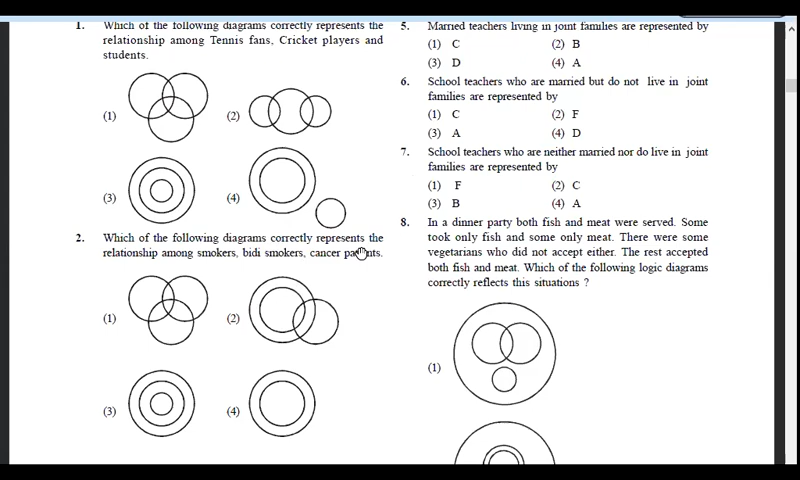 1. Which of the following diagrams correctly represents the
relationship among Tennis fans, Cricket players and
students.
(1) (2)
(3) (4)
2. Which of the following diagrams correctly represents the
relationship among smokers, bidi smokers, cancer patients.
(1) (2)
(3) (4)
5. Married teachers living in joint families are represented by
(1) C (2) B
(3) D (4) A
6. School teachers who are married but do not live in joint
families are represented by
(1) C (2) F
(3) A (4) D
7. School teachers who are neither married nor do live in joint
families are represented by
(1) F (2) C
(3) B (4) A
8. In a dinner party both fish and meat were served. Some
took only fish and some only meat. There were some
vegetarians who did not accept either. The rest accepted
both fish and meat. Which of the following logic diagrams
correctly reflects this situations ?
(1)